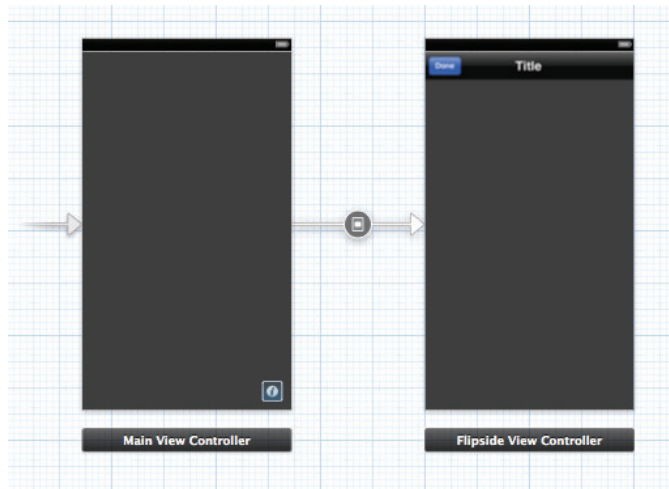 Done
Title
Main View Controller
Flipside View Controller